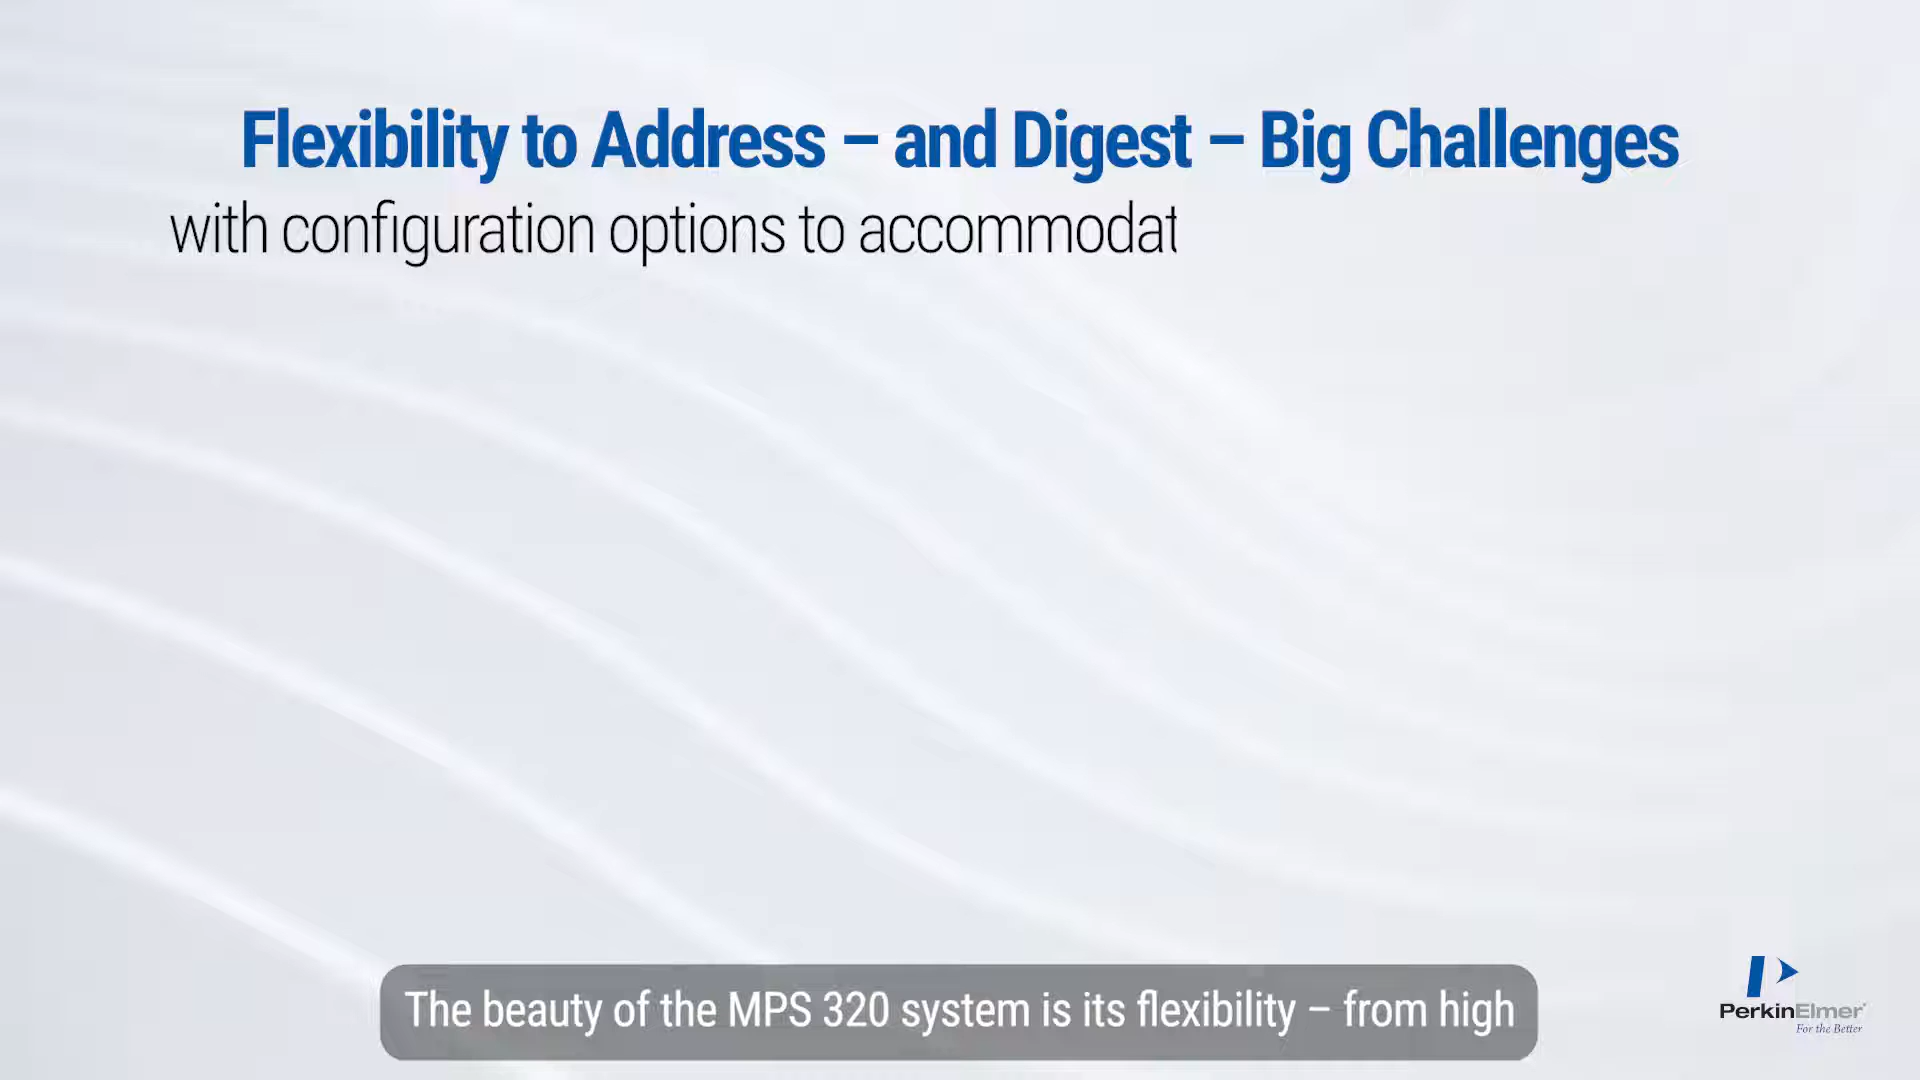 Flexibility to Address – and Digest – Big Challenges
with configuration options to accommodat
The beauty of the MPS 320 system is its flexibility – from high
PerkinElmer
For the Better